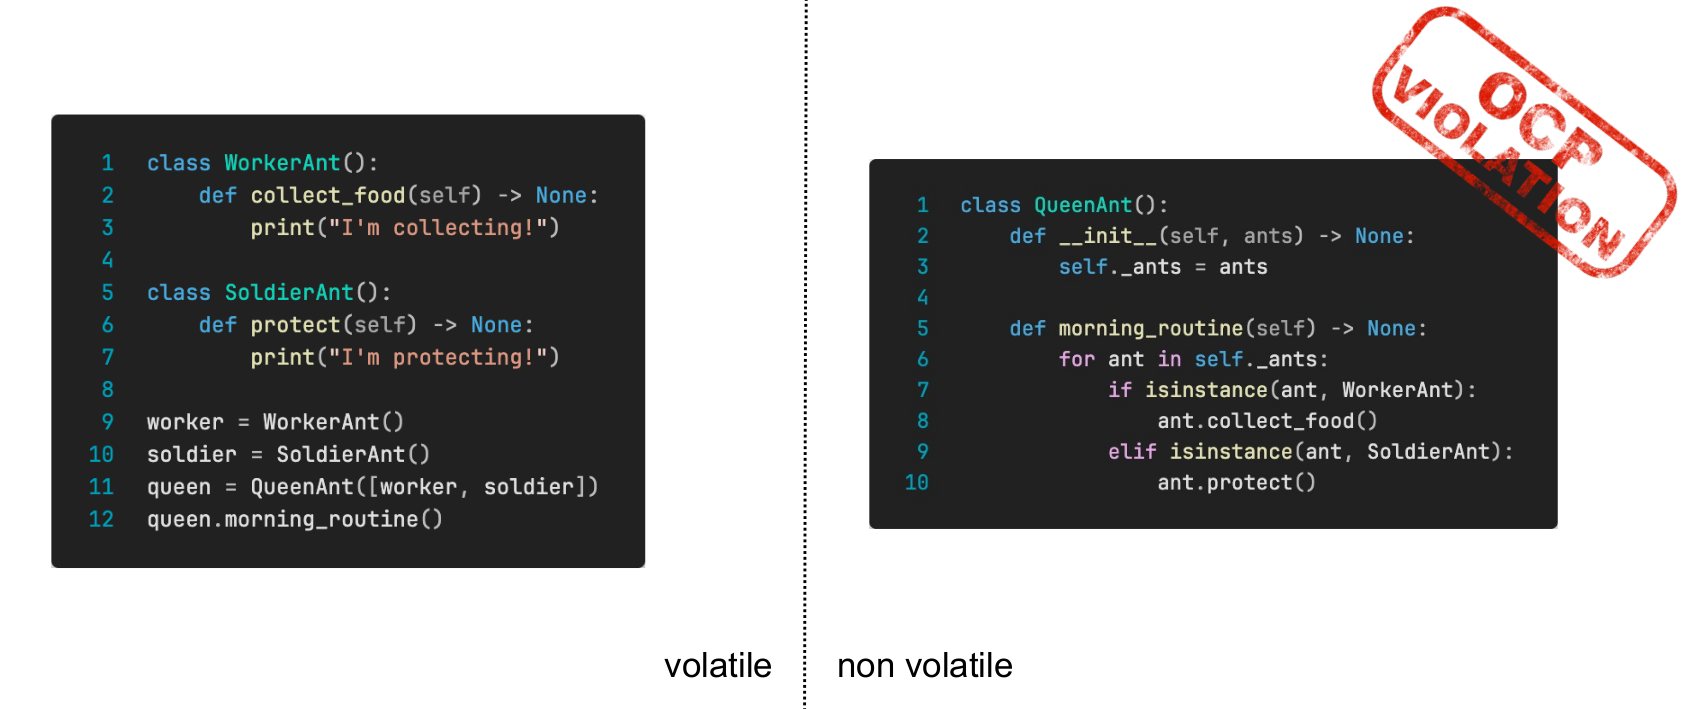 1 class WorkerAnt():
2     def collect_food(self) -> None:
3         print("I'm collecting!")
4
5 class SoldierAnt():
6     def protect(self) -> None:
7         print("I'm protecting!")
8
9 worker = WorkerAnt()
10 soldier = SoldierAnt()
11 queen = QueenAnt([worker, soldier])
12 queen.morning_routine()
volatile
OCP
VIOLATION
1 class QueenAnt():
2     def __init__(self, ants) -> None:
3         self._ants = ants
4
5     def morning_routine(self) -> None:
6         for ant in self._ants:
7             if isinstance(ant, WorkerAnt):
8                 ant.collect_food()
9             elif isinstance(ant, SoldierAnt):
10                 ant.protect()
non volatile